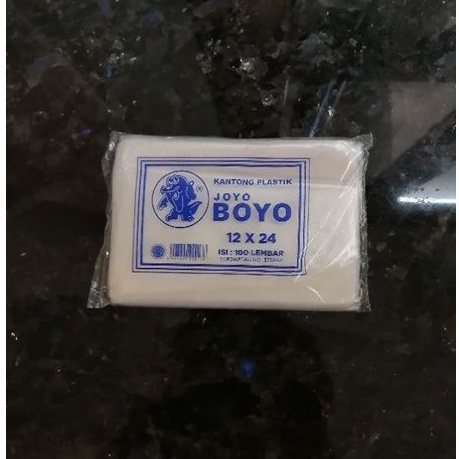 KANTONG PLASTIK
JOYO
BOYO
12 X 24
ISI : 100 LEMBAR